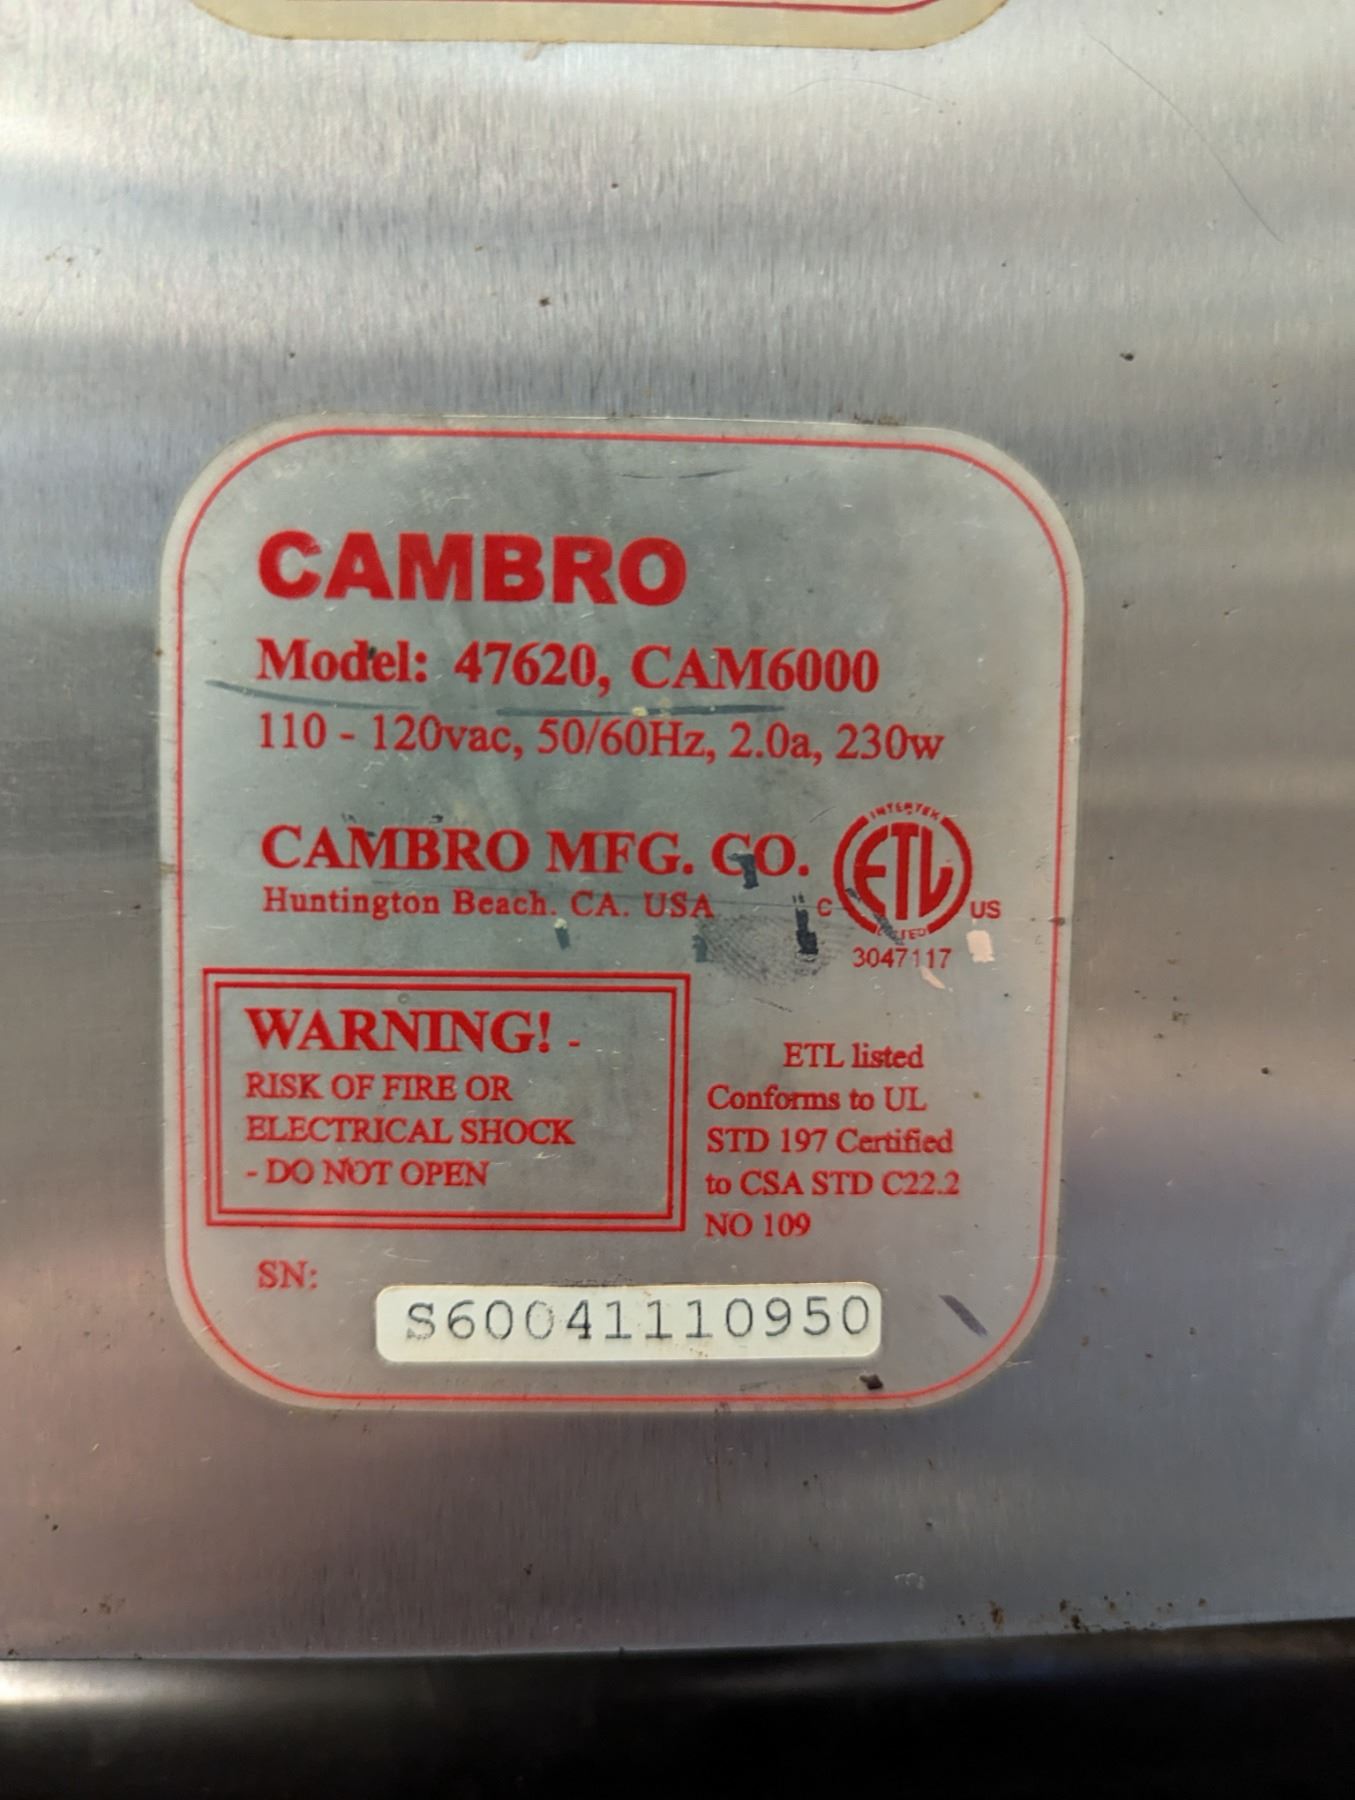 CAMBRO
Model: 47620, CAM6000
110 - 120vac, 50/60Hz, 2.0a, 230w
CAMBRO MFG. CO.
Huntington Beach. CA. USA
INTERTEK
ETL
LISTED
C US
3047117
WARNING! -
RISK OF FIRE OR
ELECTRICAL SHOCK
- DO NOT OPEN
ETL listed
Conforms to UL
STD 197 Certified
to CSA STD C22.2
NO 109
SN:
S60041110950